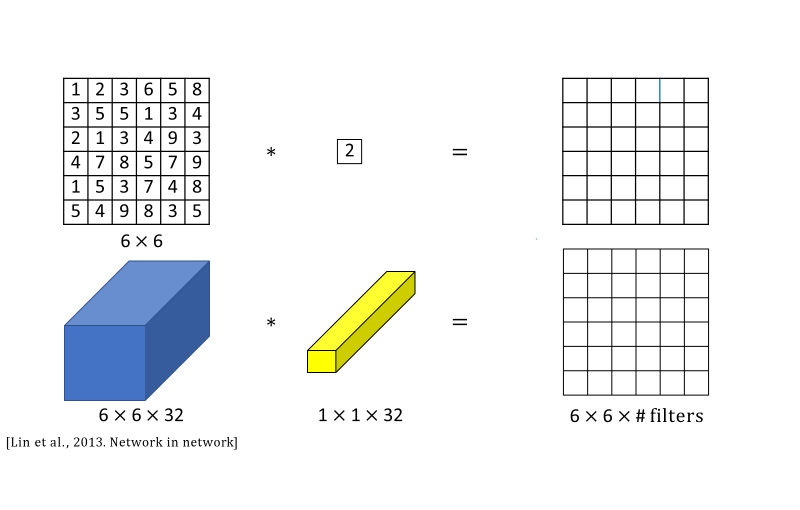 1 2 3 6 5 8
3 5 5 1 3 4
2 1 3 4 9 3
4 7 8 5 7 9
1 5 3 7 4 8
5 4 9 8 3 5
* 2 =
6 × 6
* =
6 × 6 × 32
1 × 1 × 32
6 × 6 × # filters
[Lin et al., 2013. Network in network]